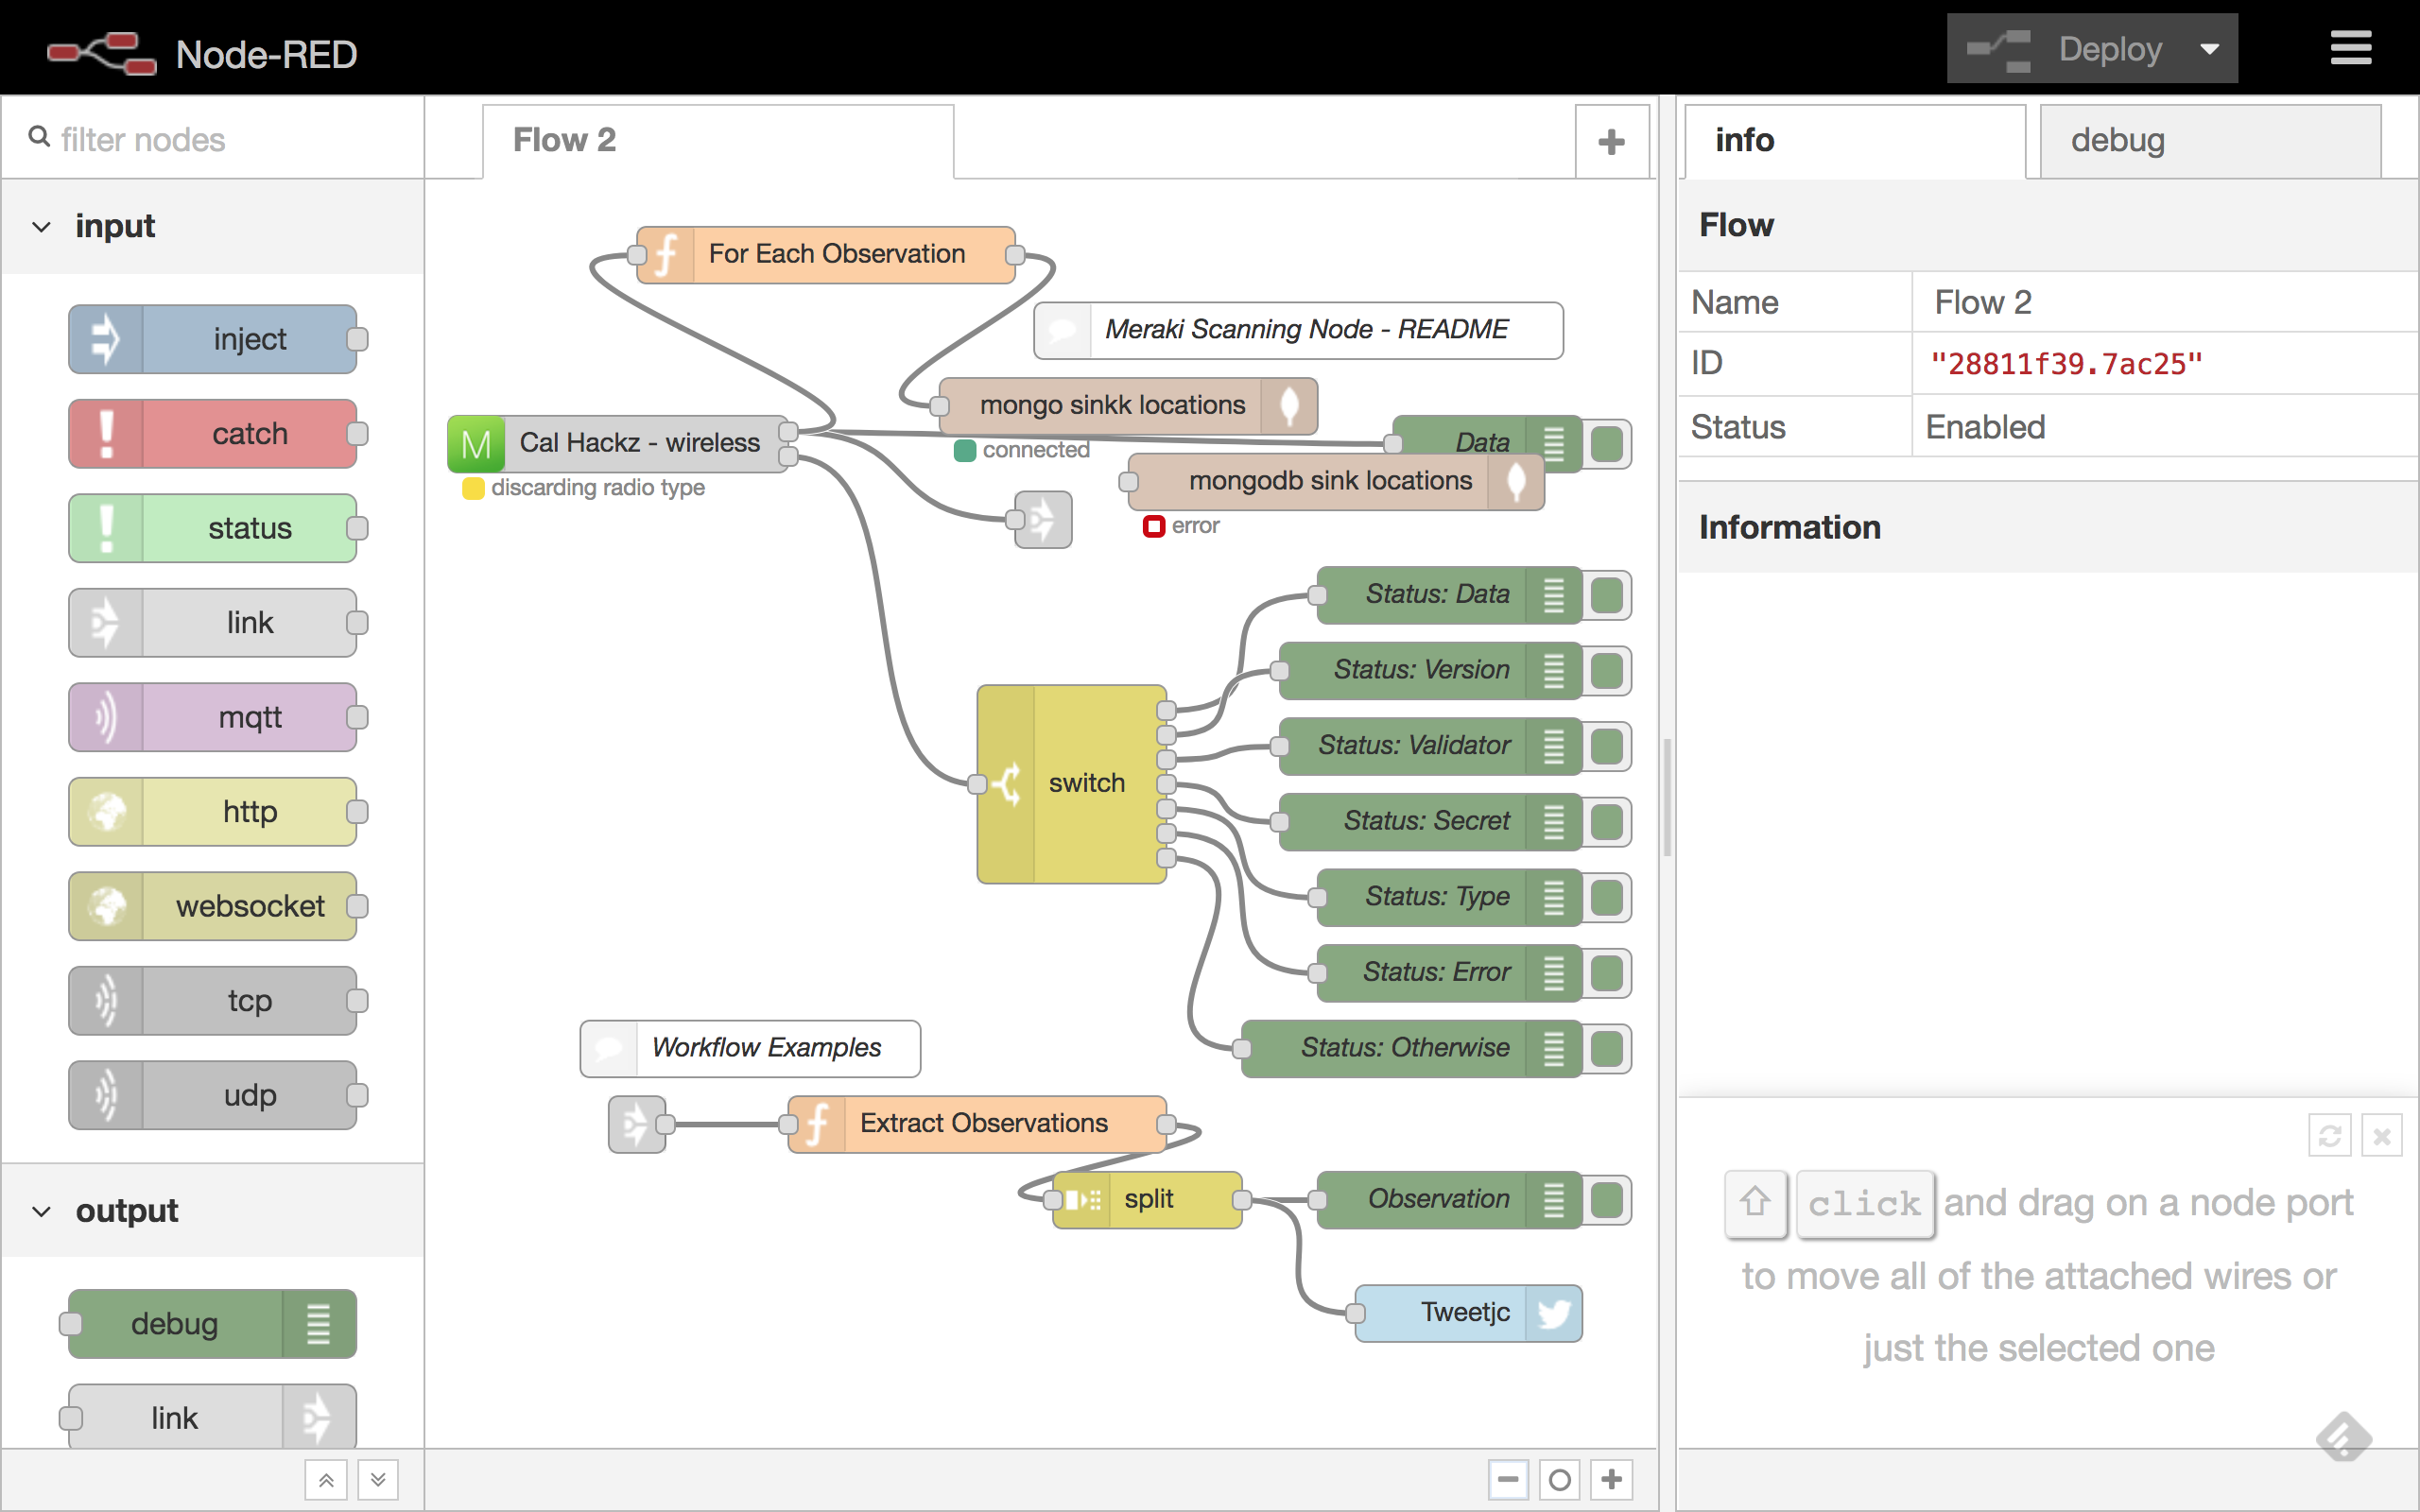 Node-RED
Deploy
filter nodes
input
inject
catch
status
link
mqtt
http
websocket
tcp
udp
output
debug
link
Flow 2
For Each Observation
Meraki Scanning Node - README
mongo sinkk locations
connected
M
Cal Hackz - wireless
discarding radio type
Data
mongodb sink locations
error
switch
Status: Data
Status: Version
Status: Validator
Status: Secret
Status: Type
Status: Error
Status: Otherwise
Workflow Examples
Extract Observations
split
Observation
Tweetjc
info
debug
Flow
Name Flow 2
ID "28811f39.7ac25"
Status Enabled
Information
click and drag on a node port
to move all of the attached wires or
just the selected one